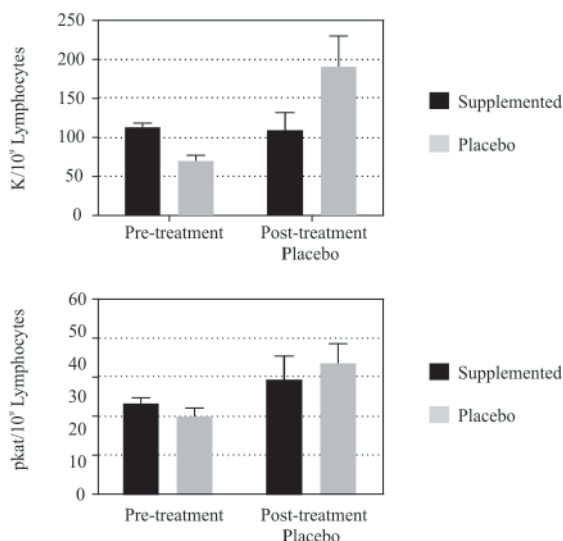 K/10⁹ Lymphocytes
250
200
150
100
50
0
Pre-treatment
Post-treatment
Placebo
Supplemented
Placebo
pkat/10⁹ Lymphocytes
60
50
40
30
20
10
0
Pre-treatment
Post-treatment
Placebo
Supplemented
Placebo